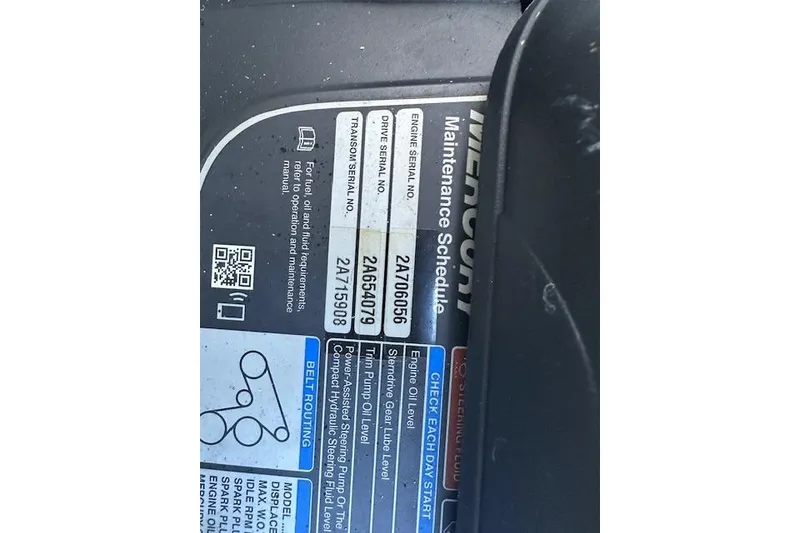 MERCURY
Maintenance Schedule
ENGINE SERIAL NO. 2A706056
DRIVE SERIAL NO. 2A654079
TRANSOM SERIAL NO. 2A715908
For fuel, oil and fluid requirements,
refer to operation and maintenance
manual.
STEERING FLUID
CHECK EACH DAY START
Engine Oil Level
Sterndrive Gear Lube Level
Trim Pump Oil Level
Power-Assisted Steering Pump Or The
Compact Hydraulic Steering Fluid Level
BELT ROUTING
MODEL ....
DISPLACE
MAX. W.O.
IDLE RPM
SPARK PLU
SPARK PLU
ENGINE OIL